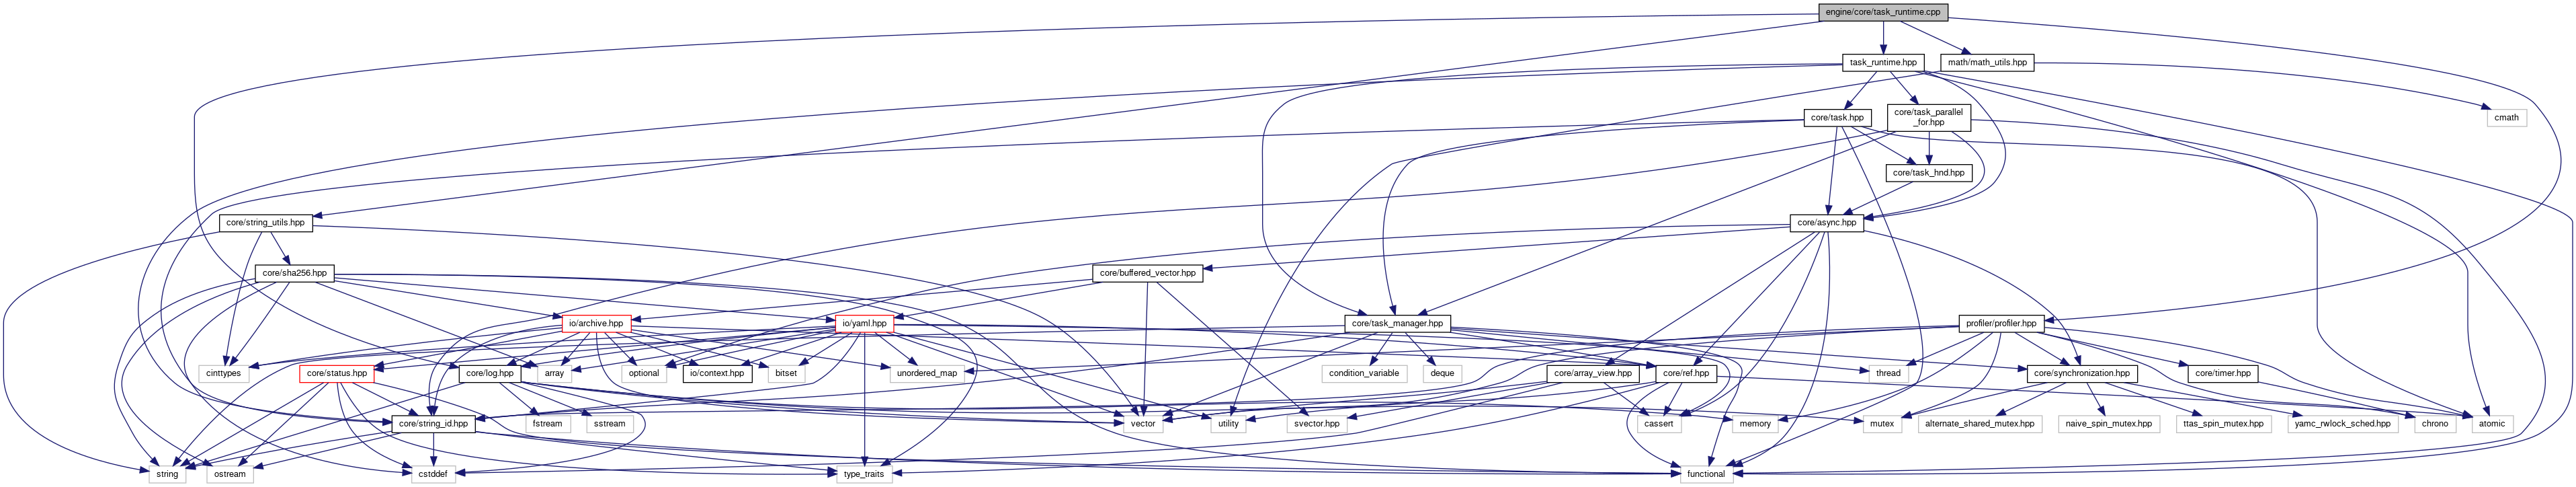 engine/core/task_runtime.cpp
task_runtime.hpp
math/math_utils.hpp
core/task.hpp
core/task_parallel
_for.hpp
cmath
core/task_hnd.hpp
core/string_utils.hpp
core/async.hpp
core/sha256.hpp
core/buffered_vector.hpp
io/archive.hpp
io/yaml.hpp
core/task_manager.hpp
profiler/profiler.hpp
cinttypes
core/status.hpp
core/log.hpp
array
optional
io/context.hpp
bitset
unordered_map
condition_variable
deque
core/array_view.hpp
core/ref.hpp
thread
core/synchronization.hpp
core/timer.hpp
core/string_id.hpp
fstream
sstream
vector
utility
svector.hpp
cassert
memory
mutex
alternate_shared_mutex.hpp
naive_spin_mutex.hpp
ttas_spin_mutex.hpp
yamc_rwlock_sched.hpp
chrono
atomic
string
ostream
cstddef
type_traits
functional